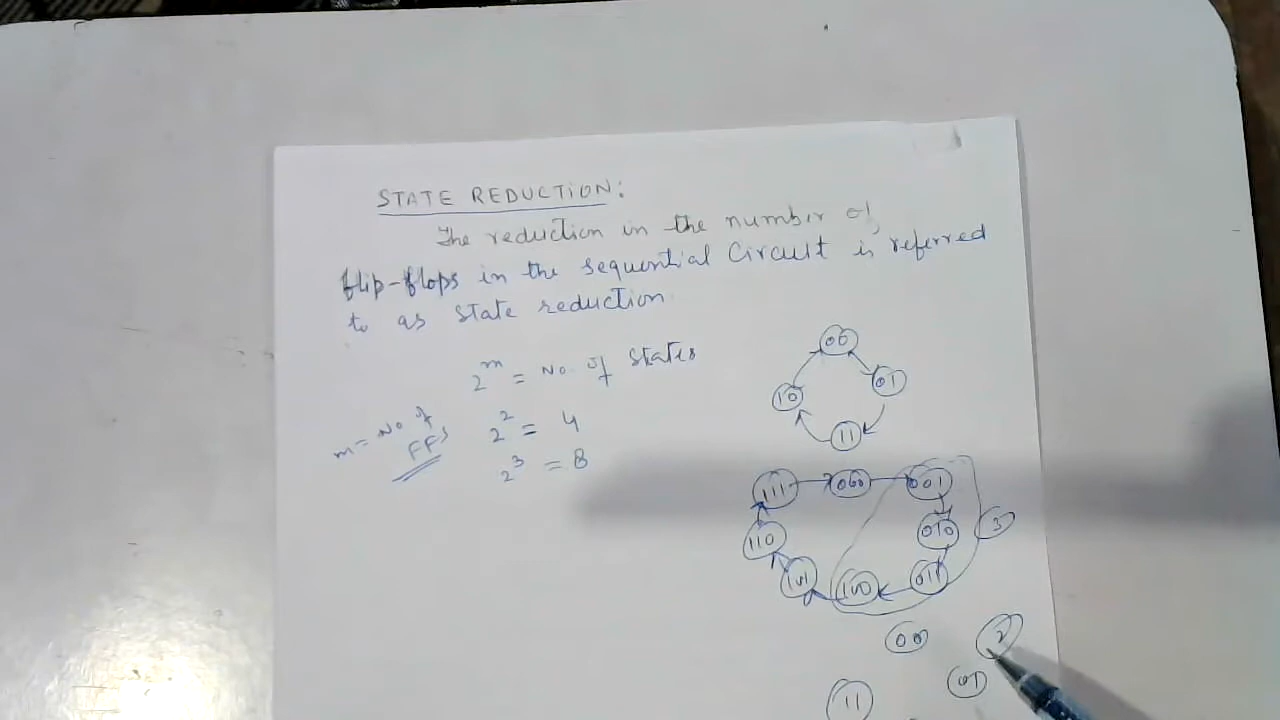 STATE REDUCTION:
The reduction in the number of
flip-flops in the sequential Circuit is referred
to as state reduction
2^m = No. of States
m = No of FFs
2^2 = 4
2^3 = 8
00
01
11
10
000
001
010
011
100
101
110
111
3
00
2
01
11